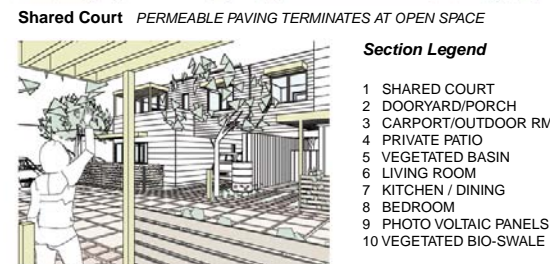 Shared Court PERMEABLE PAVING TERMINATES AT OPEN SPACE
Section Legend
1 SHARED COURT
2 DOORYARD/PORCH
3 CARPORT/OUTDOOR RM
4 PRIVATE PATIO
5 VEGETATED BASIN
6 LIVING ROOM
7 KITCHEN / DINING
8 BEDROOM
9 PHOTO VOLTAIC PANELS
10 VEGETATED BIO-SWALE